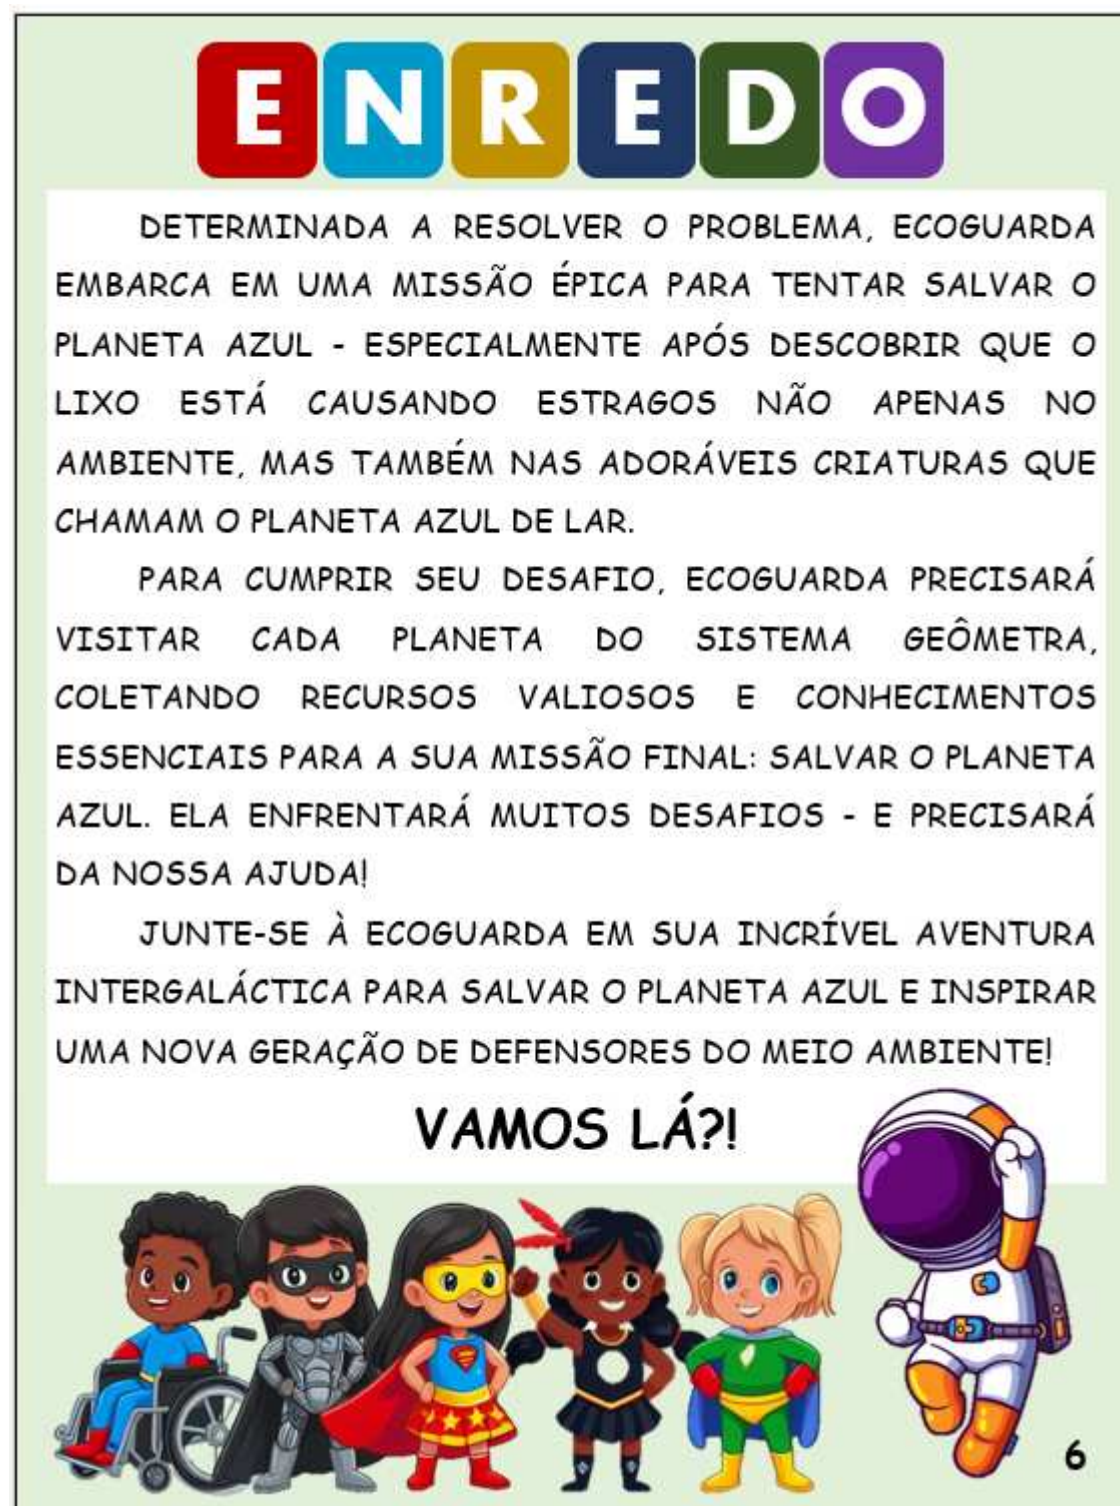 ENREDO
DETERMINADA A RESOLVER O PROBLEMA, ECOGUARDA
EMBARCA EM UMA MISSÃO ÉPICA PARA TENTAR SALVAR O
PLANETA AZUL - ESPECIALMENTE APÓS DESCOBRIR QUE O
LIXO ESTÁ CAUSANDO ESTRAGOS NÃO APENAS NO
AMBIENTE, MAS TAMBÉM NAS ADORÁVEIS CRIATURAS QUE
CHAMAM O PLANETA AZUL DE LAR.
PARA CUMPRIR SEU DESAFIO, ECOGUARDA PRECISARÁ
VISITAR CADA PLANETA DO SISTEMA GEÔMETRA,
COLETANDO RECURSOS VALIOSOS E CONHECIMENTOS
ESSENCIAIS PARA A SUA MISSÃO FINAL: SALVAR O PLANETA
AZUL. ELA ENFRENTARÁ MUITOS DESAFIOS - E PRECISARÁ
DA NOSSA AJUDA!
JUNTE-SE À ECOGUARDA EM SUA INCRÍVEL AVENTURA
INTERGALÁCTICA PARA SALVAR O PLANETA AZUL E INSPIRAR
UMA NOVA GERAÇÃO DE DEFENSORES DO MEIO AMBIENTE!
VAMOS LÁ?!
6